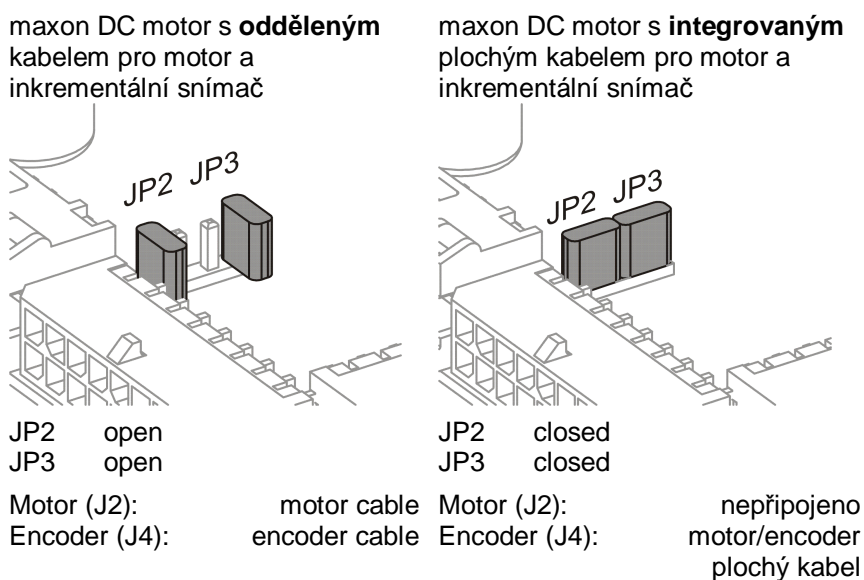 maxon DC motor s odděleným
kabelem pro motor a
inkrementální snímač
JP2 JP3
JP2 open
JP3 open
Motor (J2): motor cable
Encoder (J4): encoder cable
maxon DC motor s integrovaným
plochým kabelem pro motor a
inkrementální snímač
JP2 JP3
JP2 closed
JP3 closed
Motor (J2): nepřipojeno
Encoder (J4): motor/encoder
plochý kabel